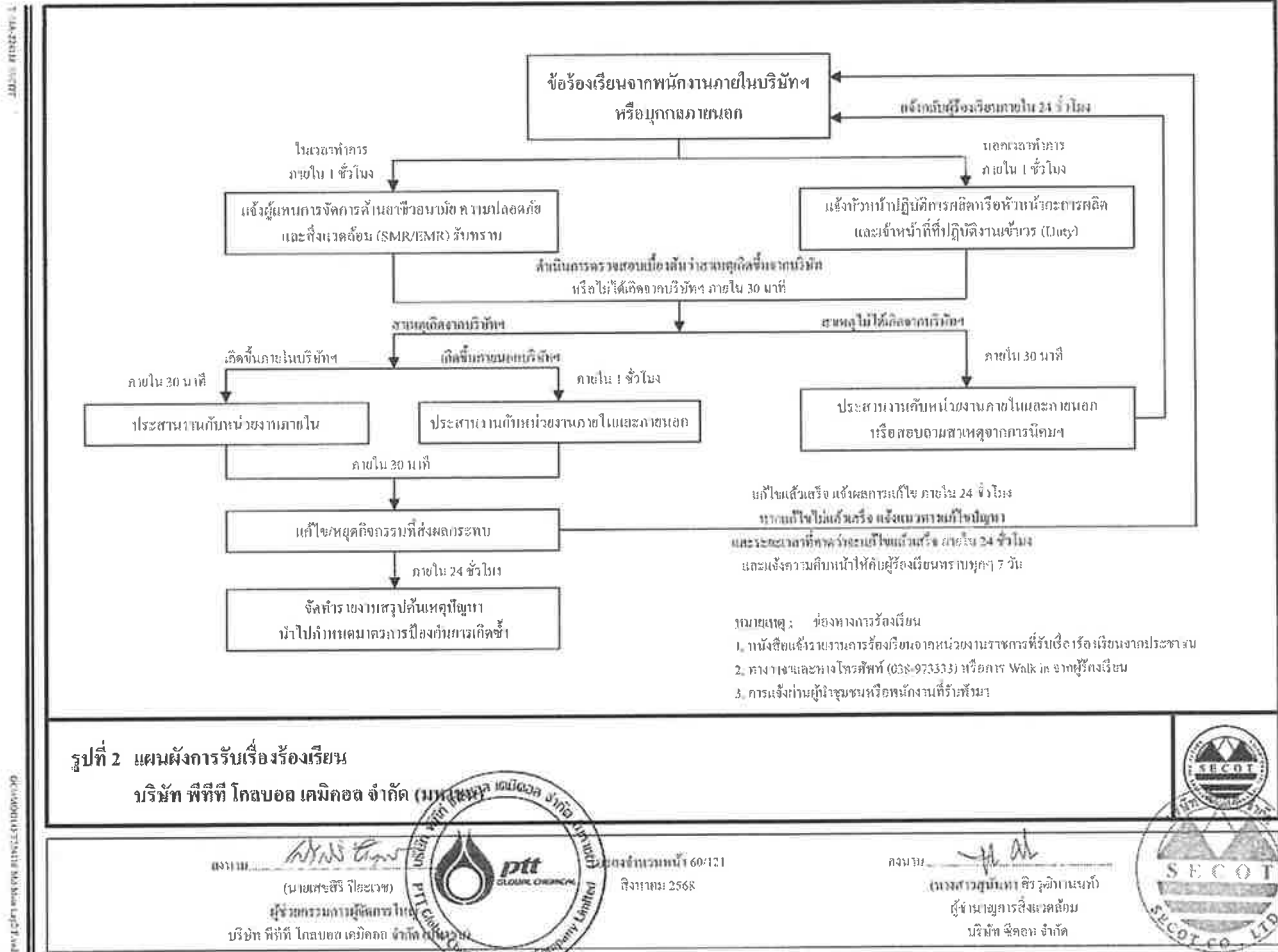 ข้อร้องเรียนจากพนักงานภายในบริษัทฯ
หรือบุคคลภายนอก
แจ้งกลับผู้ร้องเรียนภายใน 24 ชั่วโมง
ในเวลาทำการ
ภายใน 1 ชั่วโมง
นอกเวลาทำการ
ภายใน 1 ชั่วโมง
แจ้งผู้แทนการจัดการด้านอาชีวอนามัย ความปลอดภัย
และสิ่งแวดล้อม (SMR/EMR) รับทราบ
แจ้งหัวหน้าปฏิบัติการผลิตหรือหัวหน้ากะการผลิต
และเจ้าหน้าที่ที่ปฏิบัติงานเข้าเวร (Duty)
ดำเนินการตรวจสอบเบื้องต้นว่าสาเหตุเกิดขึ้นจากบริษัท
หรือไม่ได้เกิดจากบริษัทฯ ภายใน 30 นาที
สาเหตุเกิดจากบริษัทฯ
สาเหตุไม่ได้เกิดจากบริษัทฯ
เกิดขึ้นภายในบริษัทฯ
เกิดขึ้นภายนอกบริษัทฯ
ภายใน 30 นาที
ภายใน 30 นาที
ภายใน 1 ชั่วโมง
ประสานงานกับหน่วยงานภายใน
ประสานงานกับหน่วยงานภายในและภายนอก
ประสานงานกับหน่วยงานภายในและภายนอก
หรือสอบถามสาเหตุจากการนิคมฯ
ภายใน 30 นาที
แก้ไข/หยุดกิจกรรมที่ส่งผลกระทบ
แก้ไขแล้วเสร็จ แจ้งผลการแก้ไข ภายใน 24 ชั่วโมง
หากแก้ไขไม่แล้วเสร็จ แจ้งแนวทางแก้ไขปัญหา
และระยะเวลาที่คาดว่าจะแก้ไขแล้วเสร็จ ภายใน 24 ชั่วโมง
และแจ้งความคืบหน้าให้กับผู้ร้องเรียนทราบทุกๆ 7 วัน
ภายใน 24 ชั่วโมง
จัดทำรายงานสรุปต้นเหตุปัญหา
นำไปกำหนดมาตรการป้องกันการเกิดซ้ำ
หมายเหตุ : ช่องทางการร้องเรียน
1. หนังสือแจ้งรายงานการร้องเรียนจากหน่วยงานราชการที่รับเรื่องร้องเรียนจากประชาชน
2. ทางวาจาและทางโทรศัพท์ (038-973333) หรือการ Walk in จากผู้ร้องเรียน
3. การแจ้งผ่านผู้นำชุมชนหรือพนักงานที่รับฟังมา
รูปที่ 2 แผนผังการรับเรื่องร้องเรียน
บริษัท พีทีที โกลบอล เคมิคอล จำกัด (มหาชน)
SECOT
ลงนาม
ptt
GLOBAL CHEMICAL
รับรองจำนวนหน้า 60/121
สิงหาคม 2568
ผู้ช่วยกรรมการผู้จัดการใหญ่
บริษัท พีทีที โกลบอล เคมิคอล จำกัด (มหาชน)
ลงนาม
ผู้ชำนาญการสิ่งแวดล้อม
บริษัท ซีคอท จำกัด
SECOT
SECOT CO., LTD.